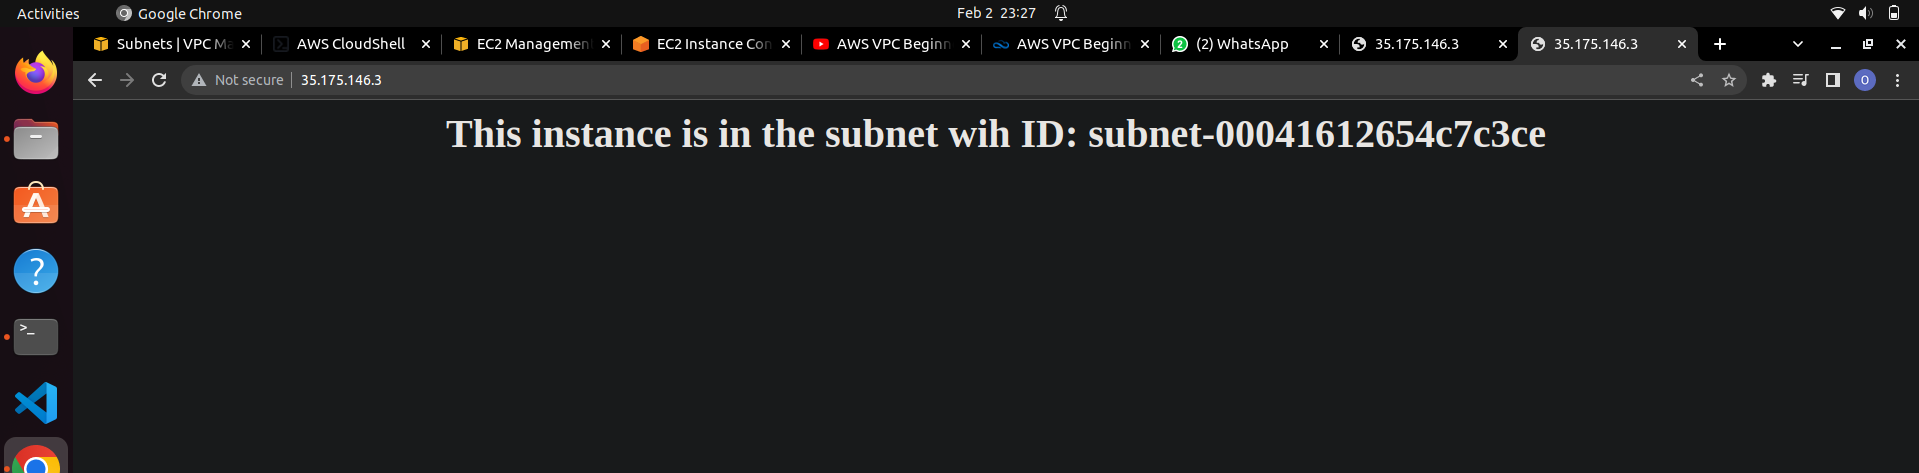 Activities Google Chrome Feb 2 23:27
Subnets | VPC Ma AWS CloudShell EC2 Management EC2 Instance Con AWS VPC Beginn AWS VPC Beginn (2) WhatsApp 35.175.146.3 35.175.146.3
Not secure 35.175.146.3 O
This instance is in the subnet wih ID: subnet-00041612654c7c3ce